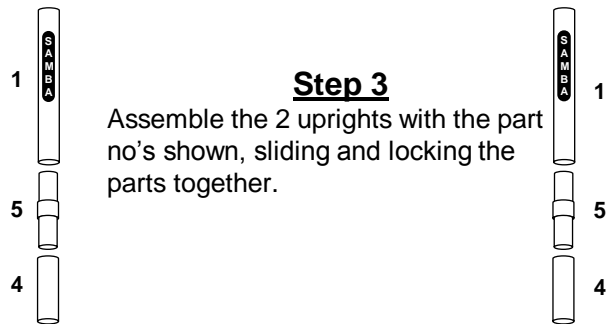 SAMBA
1
5
4
Step 3
Assemble the 2 uprights with the part
no's shown, sliding and locking the
parts together.
SAMBA
1
5
4